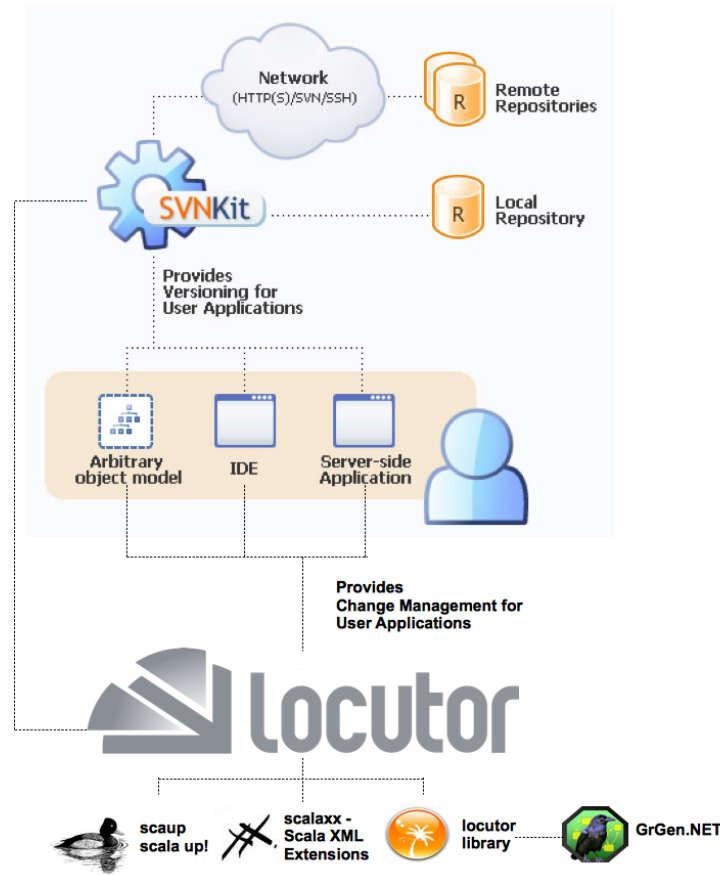 Network
(HTTP(S)/SVN/SSH)
R
Remote
Repositories
SVNKit
R
Local
Repository
Provides
Versioning for
User Applications
Arbitrary
object model
IDE
Server-side
Application
Provides
Change Management for
User Applications
locutor
scaup
scala up!
scalaxx -
Scala XML
Extensions
locutor
library
GrGen.NET